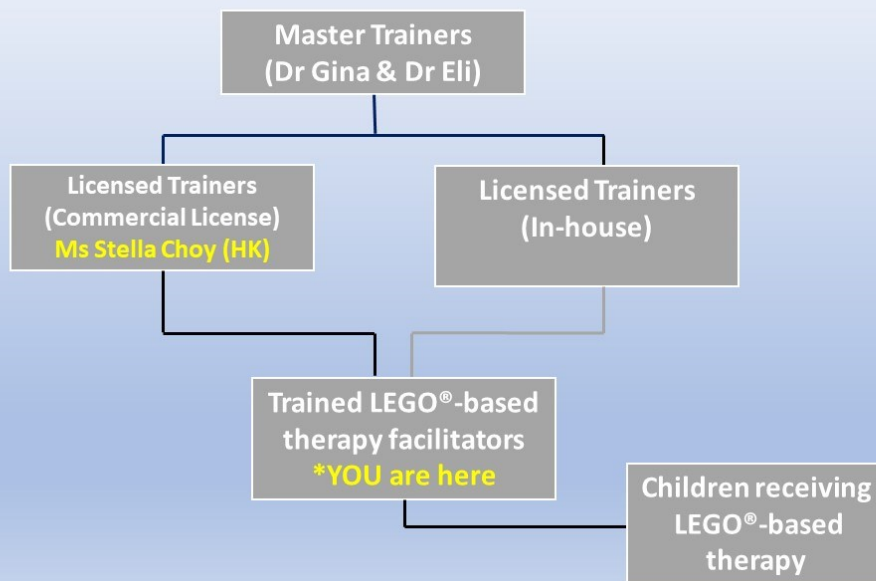 Master Trainers
(Dr Gina & Dr Eli)
Licensed Trainers
(Commercial License)
Ms Stella Choy (HK)
Licensed Trainers
(In-house)
Trained LEGO®-based
therapy facilitators
*YOU are here
Children receiving
LEGO®-based
therapy